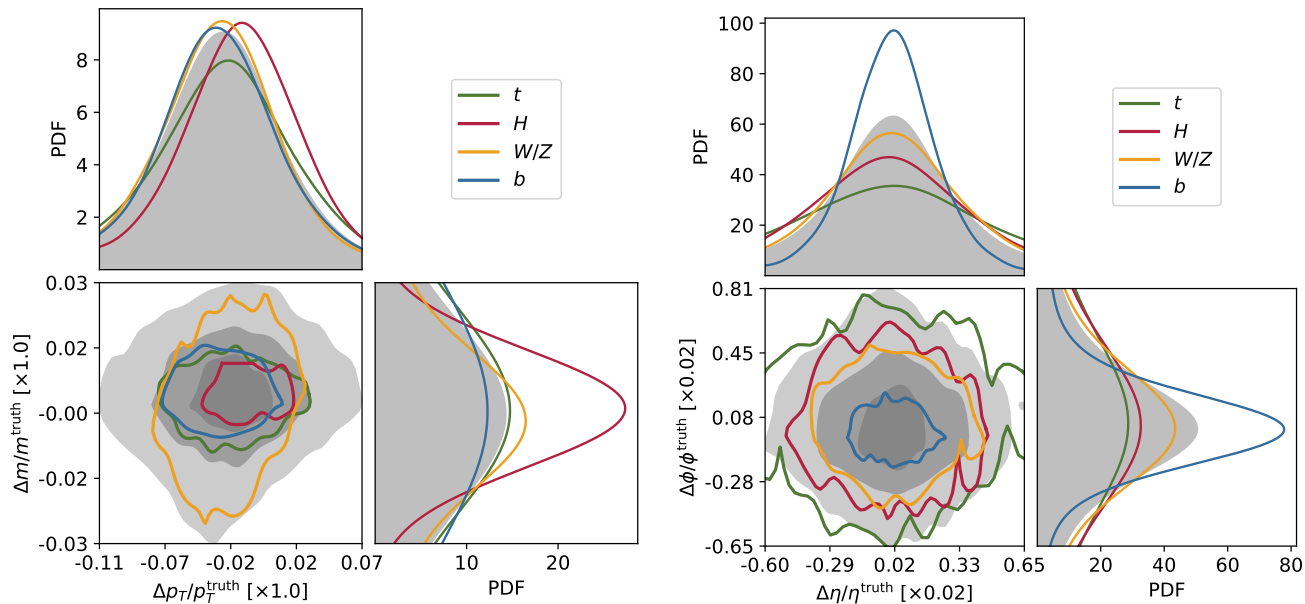 PDF
8
6
4
2
t
H
W/Z
b
0.03
0.02
-0.00
-0.02
-0.03
Δm/m^truth [×1.0]
-0.11 -0.07 -0.02 0.02 0.07
Δp_T/p_T^truth [×1.0]
10 20
PDF
PDF
100
80
60
40
20
t
H
W/Z
b
0.81
0.45
0.08
-0.28
-0.65
Δϕ/ϕ^truth [×0.02]
-0.60 -0.29 0.02 0.33 0.65
Δη/η^truth [×0.02]
20 40 60 80
PDF